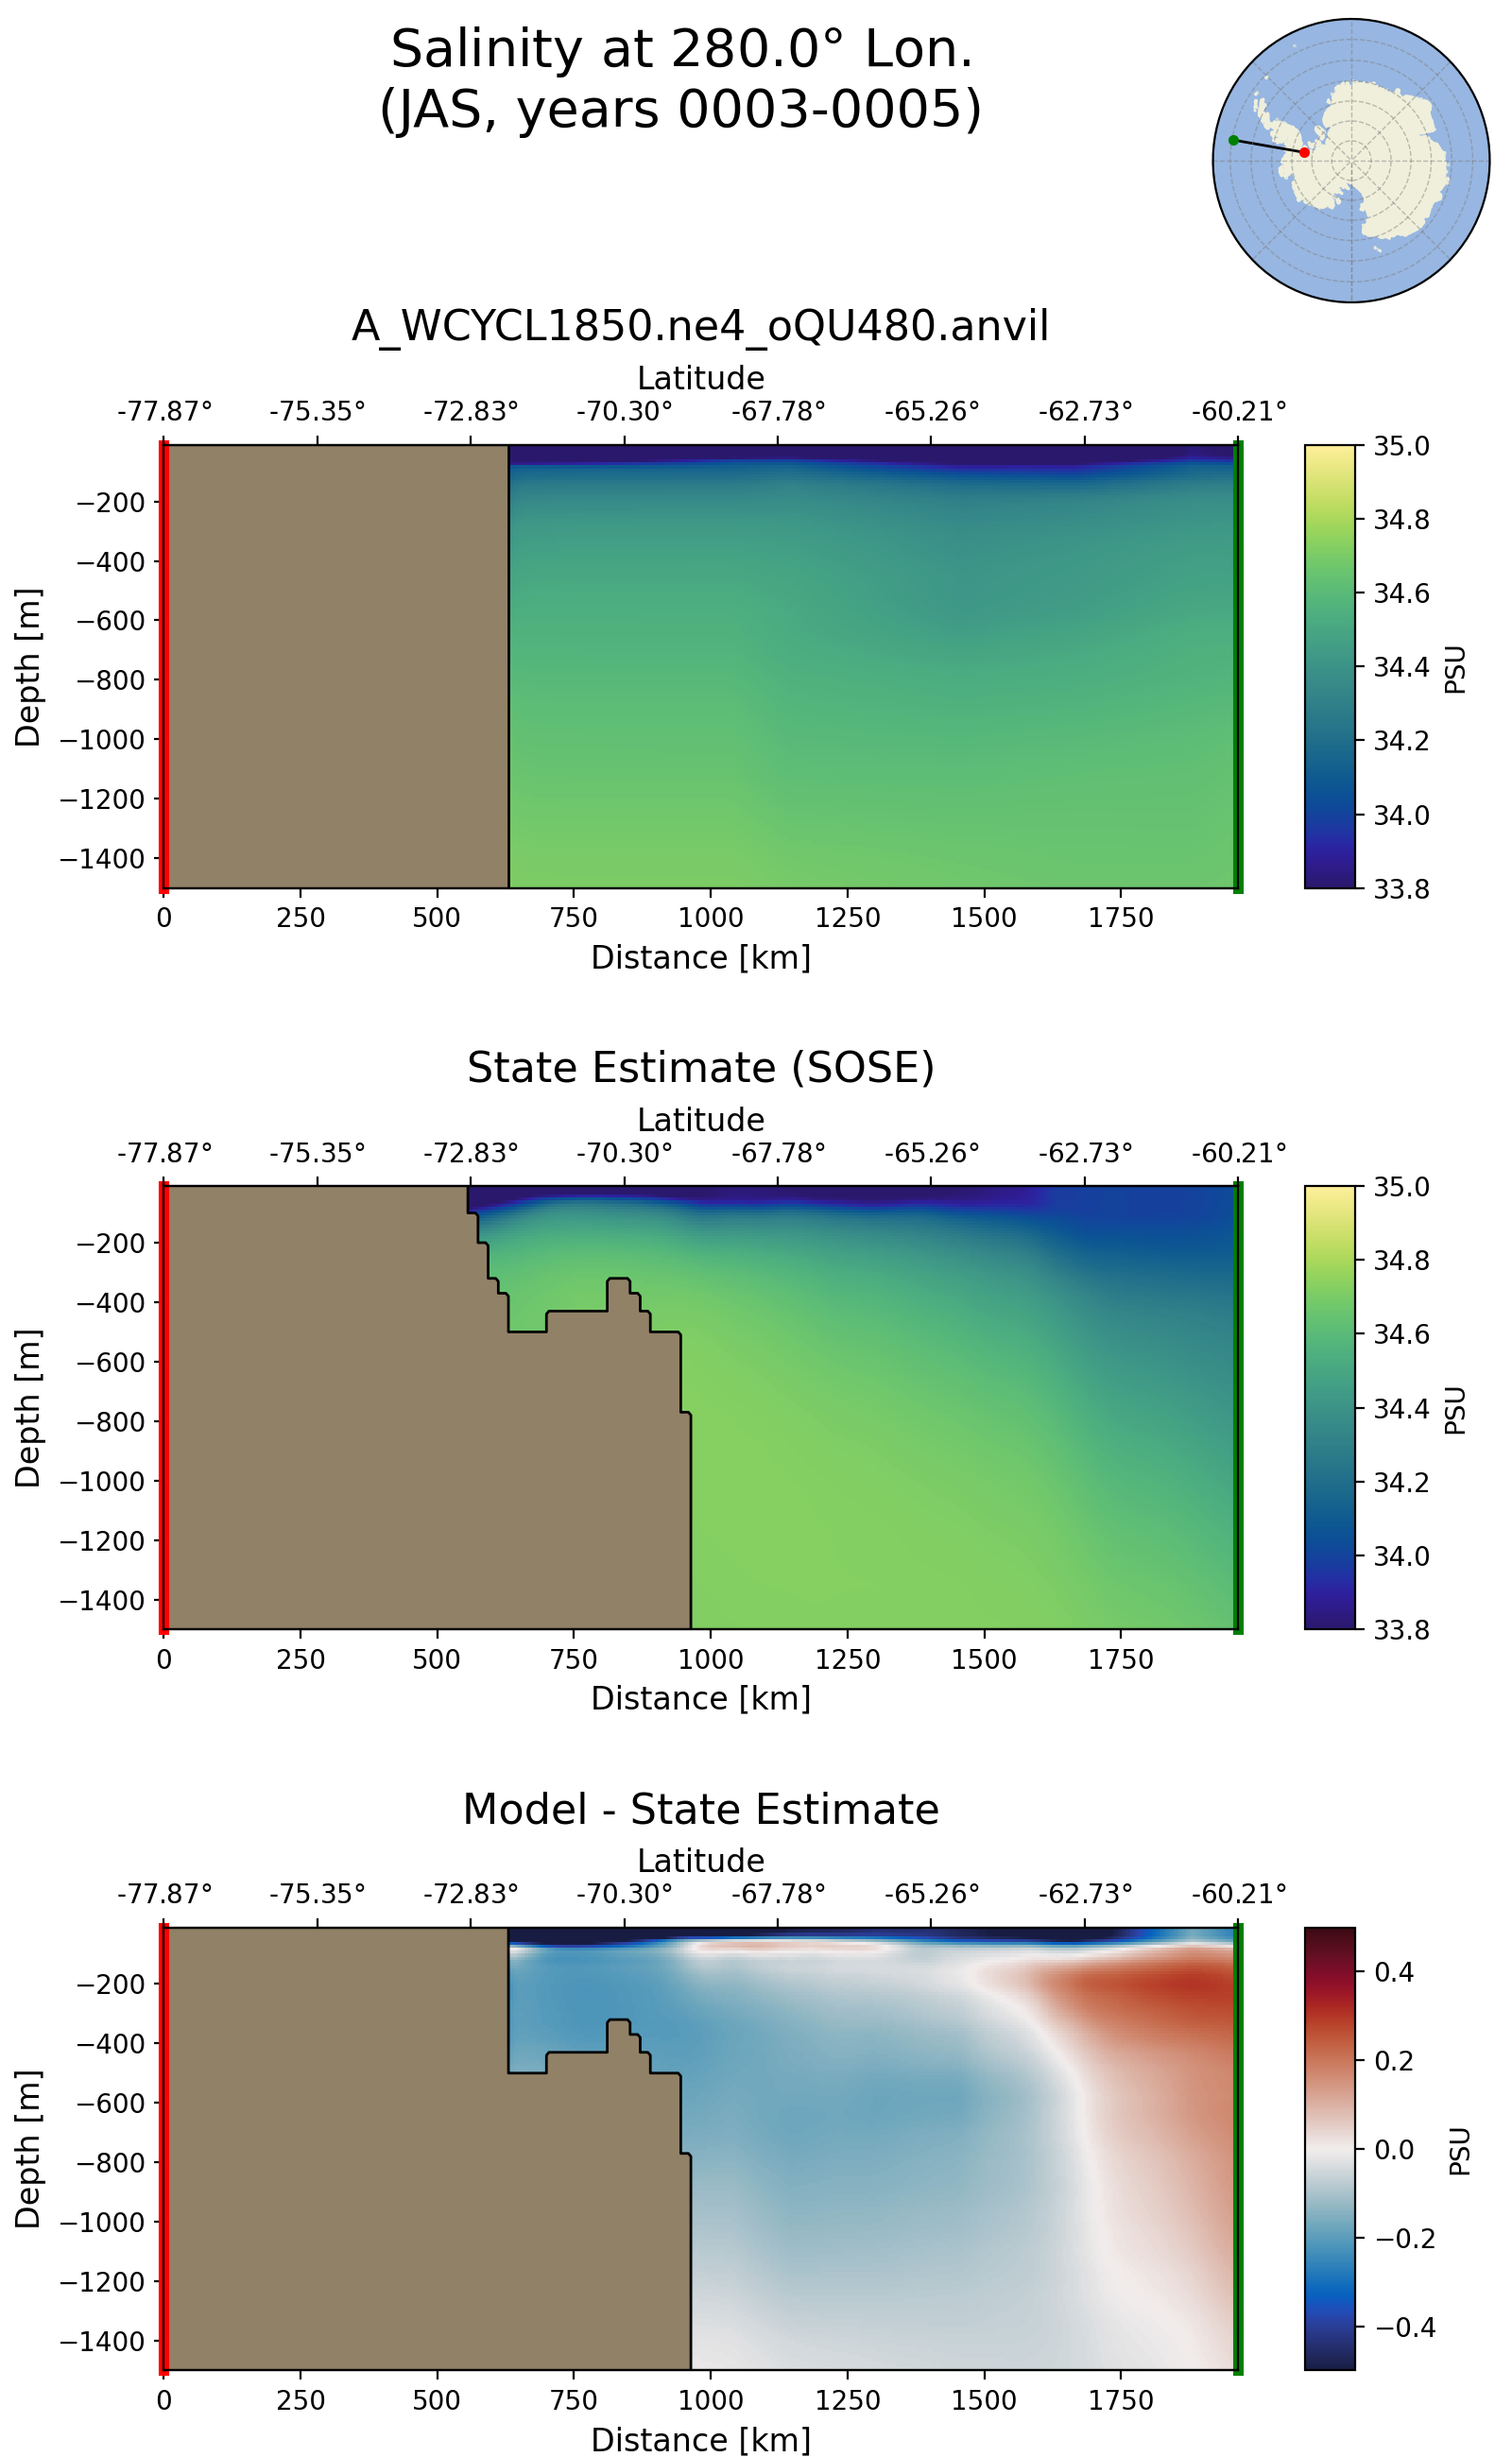 Salinity at 280.0° Lon.
(JAS, years 0003-0005)
A_WCYCL1850.ne4_oQU480.anvil
Latitude
-77.87° -75.35° -72.83° -70.30° -67.78° -65.26° -62.73° -60.21°
Depth [m]
−200
−400
−600
−800
−1000
−1200
−1400
0 250 500 750 1000 1250 1500 1750
Distance [km]
35.0
34.8
34.6
34.4
34.2
34.0
33.8
PSU
State Estimate (SOSE)
Latitude
-77.87° -75.35° -72.83° -70.30° -67.78° -65.26° -62.73° -60.21°
Depth [m]
−200
−400
−600
−800
−1000
−1200
−1400
0 250 500 750 1000 1250 1500 1750
Distance [km]
35.0
34.8
34.6
34.4
34.2
34.0
33.8
PSU
Model - State Estimate
Latitude
-77.87° -75.35° -72.83° -70.30° -67.78° -65.26° -62.73° -60.21°
Depth [m]
−200
−400
−600
−800
−1000
−1200
−1400
0 250 500 750 1000 1250 1500 1750
Distance [km]
0.4
0.2
0.0
−0.2
−0.4
PSU